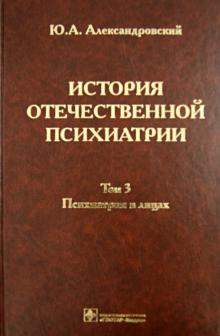 Ю.А. Александровский
ИСТОРИЯ
ОТЕЧЕСТВЕННОЙ
ПСИХИАТРИИ
Том 3
Психиатрия в лицах